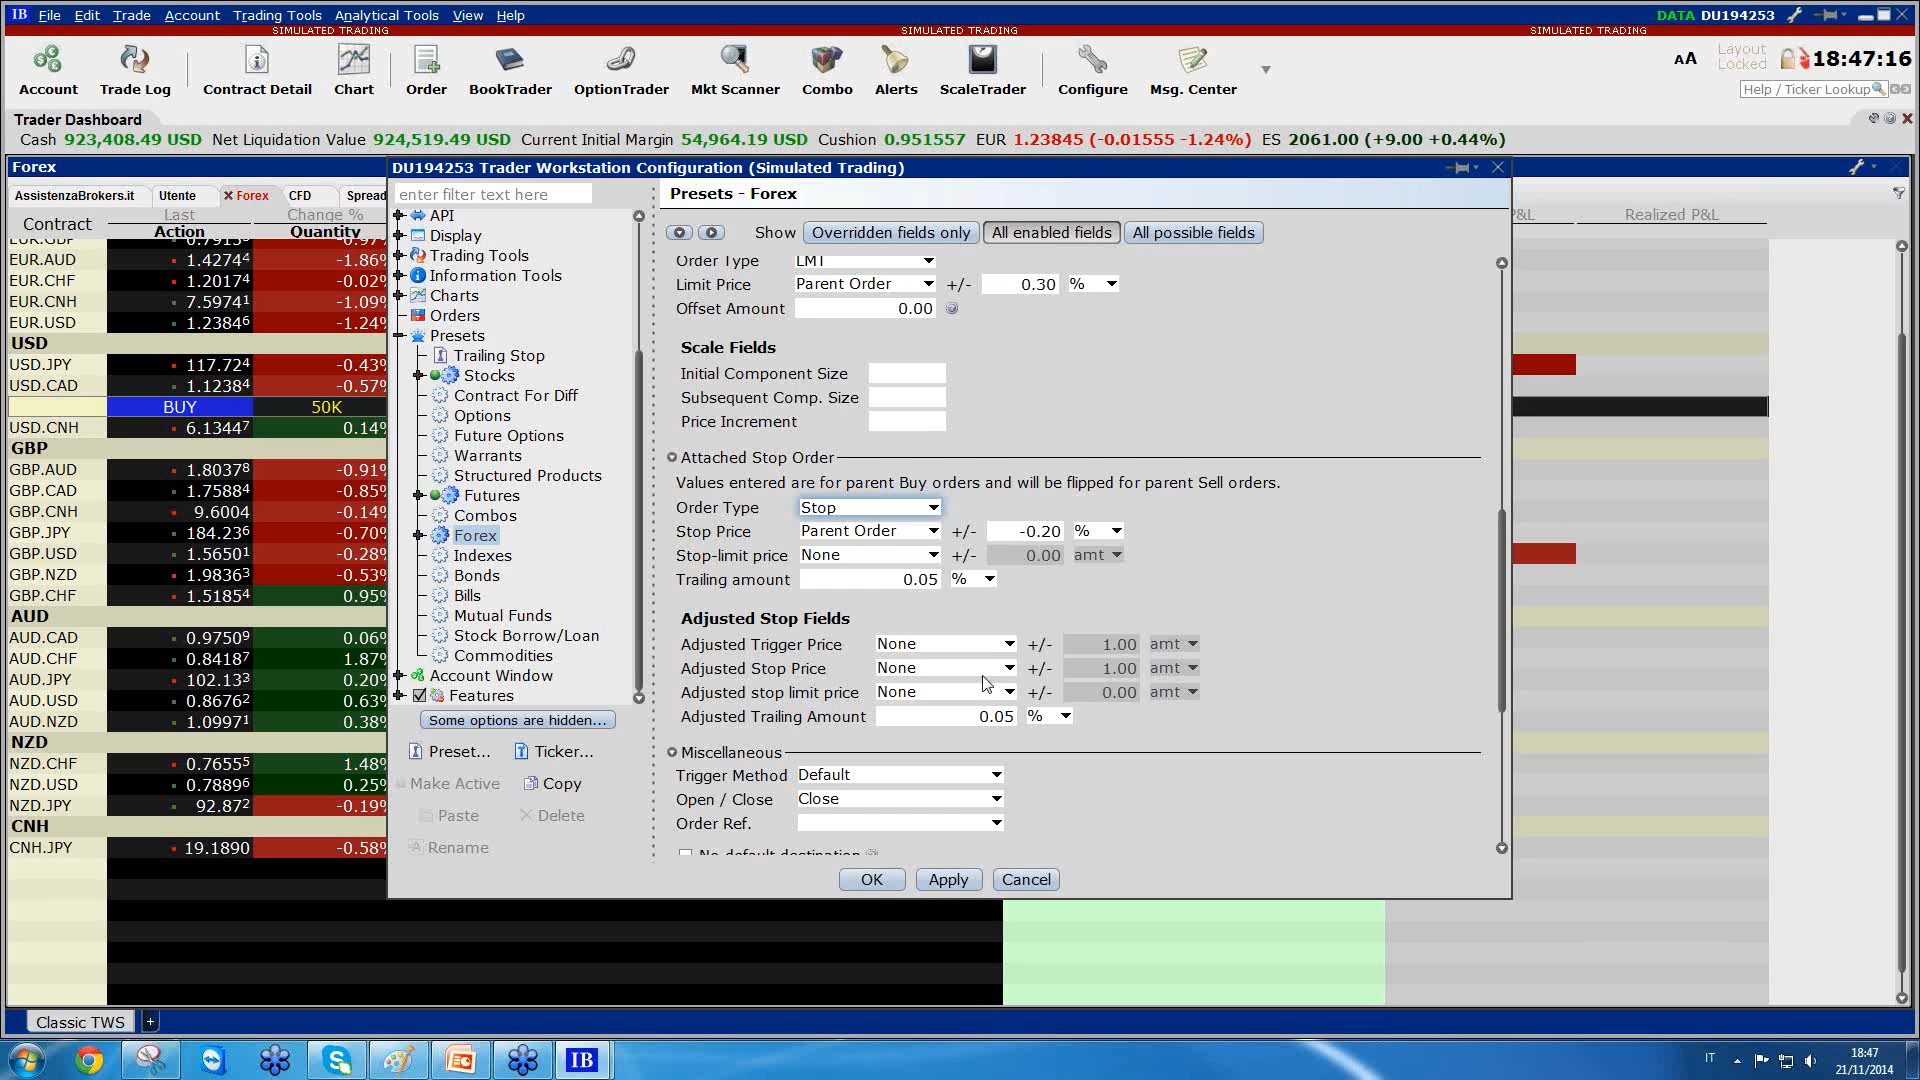 IB File Edit Trade Account Trading Tools Analytical Tools View Help DATA DU194253
SIMULATED TRADING SIMULATED TRADING SIMULATED TRADING
AA Layout Locked 18:47:16
Account Trade Log Contract Detail Chart Order BookTrader OptionTrader Mkt Scanner Combo Alerts ScaleTrader Configure Msg. Center Help / Ticker Lookup
Trader Dashboard
Cash 923,408.49 USD Net Liquidation Value 924,519.49 USD Current Initial Margin 54,964.19 USD Cushion 0.951557 EUR 1.23845 (-0.01555 -1.24%) ES 2061.00 (+9.00 +0.44%)
Forex
AssistenzaBrokers.it Utente Forex CFD Spread
Contract Last Change % P&L Realized P&L
Action Quantity
EUR.GBP 0.7915⁸ -0.97%
EUR.AUD 1.4274⁴ -1.86%
EUR.CHF 1.2017⁴ -0.02%
EUR.CNH 7.5974¹ -1.09%
EUR.USD 1.2384⁶ -1.24%
USD
USD.JPY 117.72⁴ -0.43%
USD.CAD 1.1238⁴ -0.57%
BUY 50K
USD.CNH 6.1344⁷ 0.14%
GBP
GBP.AUD 1.8037⁸ -0.91%
GBP.CAD 1.7588⁴ -0.85%
GBP.CNH 9.6004 -0.14%
GBP.JPY 184.23⁶ -0.70%
GBP.USD 1.5650¹ -0.28%
GBP.NZD 1.9836³ -0.53%
GBP.CHF 1.5185⁴ 0.95%
AUD
AUD.CAD 0.9750⁹ 0.06%
AUD.CHF 0.8418⁷ 1.87%
AUD.JPY 102.13³ 0.20%
AUD.USD 0.8676² 0.63%
AUD.NZD 1.0997¹ 0.38%
NZD
NZD.CHF 0.7655⁵ 1.48%
NZD.USD 0.7889⁶ 0.25%
NZD.JPY 92.87² -0.19%
CNH
CNH.JPY 19.1890 -0.58%
DU194253 Trader Workstation Configuration (Simulated Trading)
enter filter text here
API
Display
Trading Tools
Information Tools
Charts
Orders
Presets
Trailing Stop
Stocks
Contract For Diff
Options
Future Options
Warrants
Structured Products
Futures
Combos
Forex
Indexes
Bonds
Bills
Mutual Funds
Stock Borrow/Loan
Commodities
Account Window
Features
Some options are hidden...
Preset... Ticker...
Make Active Copy
Paste Delete
Rename
Presets - Forex
Show Overridden fields only All enabled fields All possible fields
Order Type LMT
Limit Price Parent Order +/- 0.30 %
Offset Amount 0.00
Scale Fields
Initial Component Size
Subsequent Comp. Size
Price Increment
Attached Stop Order
Values entered are for parent Buy orders and will be flipped for parent Sell orders.
Order Type Stop
Stop Price Parent Order +/- -0.20 %
Stop-limit price None +/- 0.00 amt
Trailing amount 0.05 %
Adjusted Stop Fields
Adjusted Trigger Price None +/- 1.00 amt
Adjusted Stop Price None +/- 1.00 amt
Adjusted stop limit price None +/- 0.00 amt
Adjusted Trailing Amount 0.05 %
Miscellaneous
Trigger Method Default
Open / Close Close
Order Ref.
No default destination
OK Apply Cancel
Classic TWS +
IB IT 18:47
21/11/2014